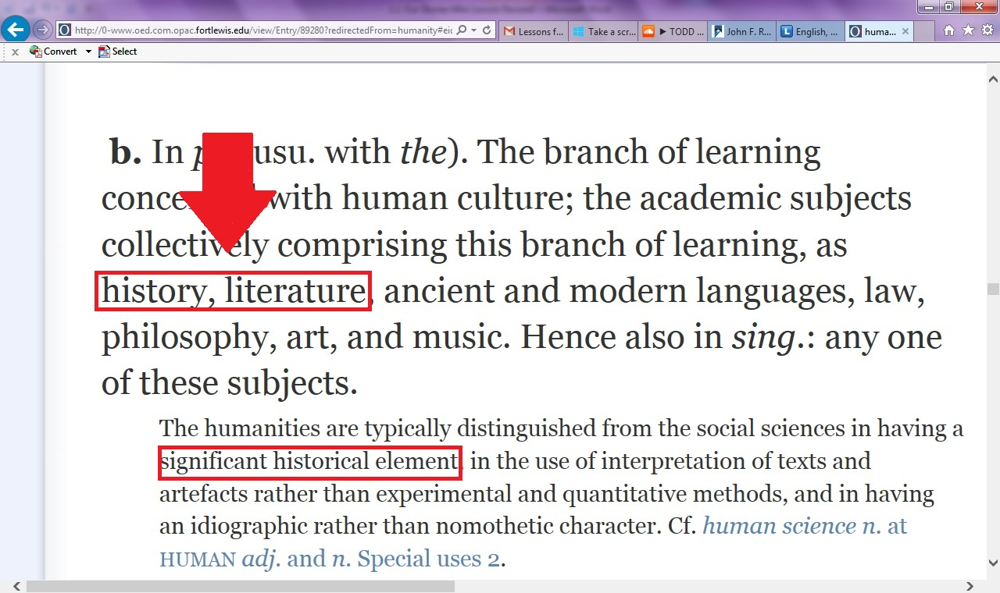 http://0-www.oed.com.opac.fortlewis.edu/view/Entry/89280?redirectedFrom=humanity#eid
Lessons f...
Take a scr...
► TODD ...
John F. R...
English, ...
huma...
x Convert Select
b. In usu. with the). The branch of learning
with human culture; the academic subjects
collectively comprising this branch of learning, as
history, literature, ancient and modern languages, law,
philosophy, art, and music. Hence also in sing.: any one
of these subjects.
The humanities are typically distinguished from the social sciences in having a
significant historical element, in the use of interpretation of texts and
artefacts rather than experimental and quantitative methods, and in having
an idiographic rather than nomothetic character. Cf. human science n. at
HUMAN adj. and n. Special uses 2.